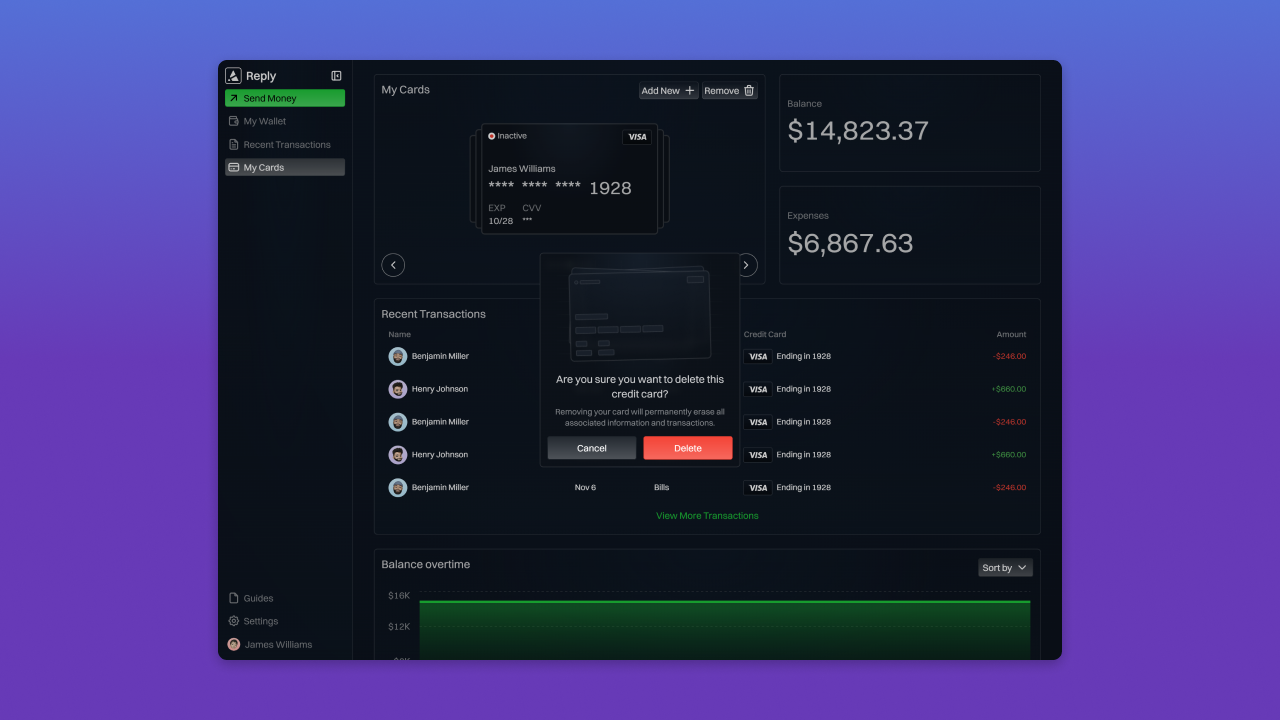 Reply
Send Money
My Wallet
Recent Transactions
My Cards
Guides
Settings
James Williams
My Cards
Add New
Remove
Inactive
VISA
James Williams
**** **** **** 1928
EXP CVV
10/28 ***
Balance
$14,823.37
Expenses
$6,867.63
Recent Transactions
Name Credit Card Amount
Benjamin Miller VISA Ending in 1928 -$246.00
Henry Johnson VISA Ending in 1928 +$660.00
Benjamin Miller VISA Ending in 1928 -$246.00
Henry Johnson VISA Ending in 1928 +$660.00
Benjamin Miller Nov 6 Bills VISA Ending in 1928 -$246.00
View More Transactions
Are you sure you want to delete this
credit card?
Removing your card will permanently erase all
associated information and transactions.
Cancel Delete
Balance overtime
Sort by
$16K
$12K